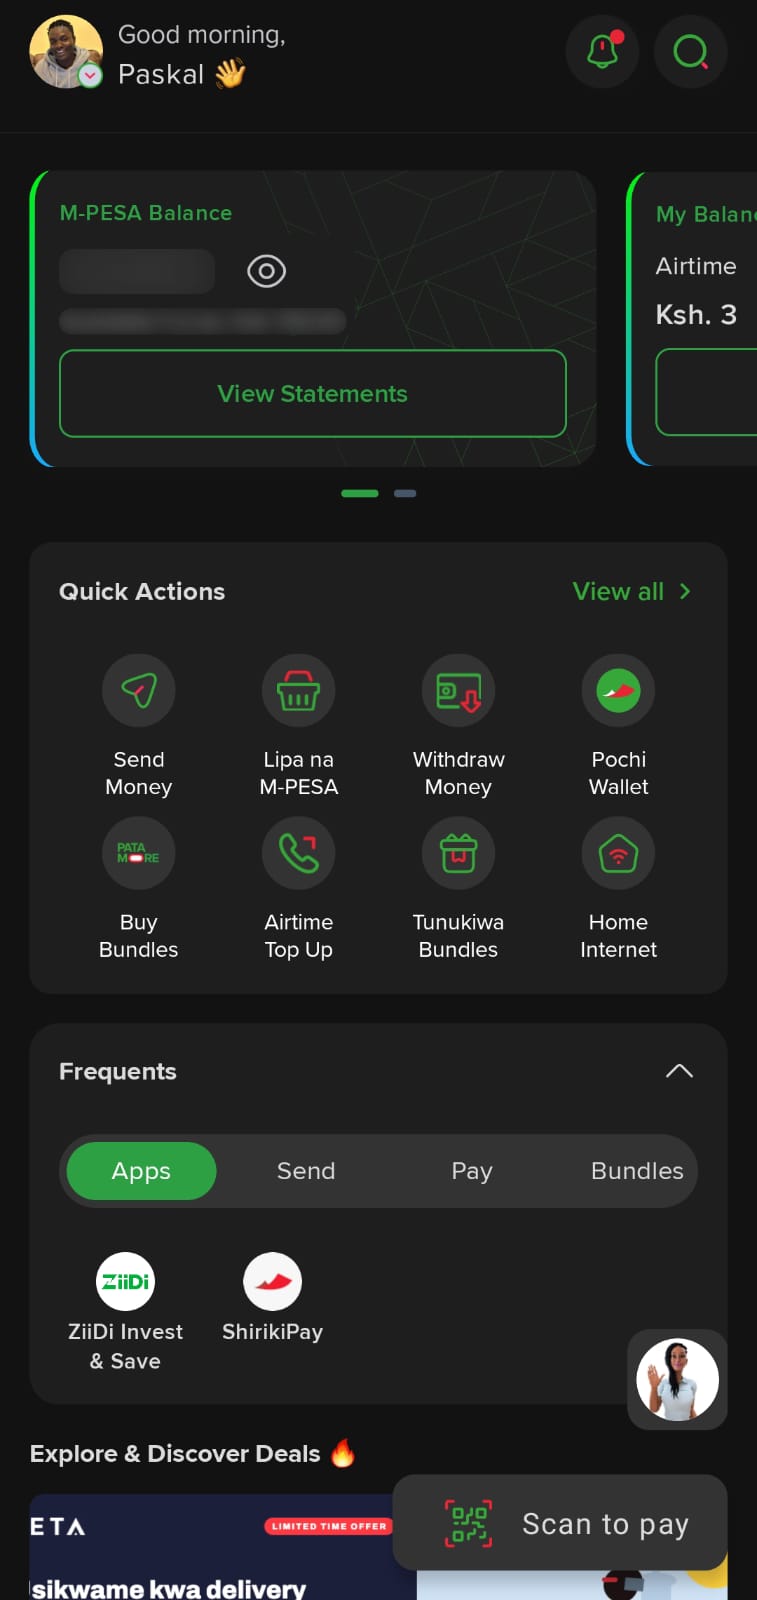 Good morning,
Paskal 👋
M-PESA Balance
View Statements
My Balan
Airtime
Ksh. 3
Quick Actions
View all
Send
Money
Lipa na
M-PESA
Withdraw
Money
Pochi
Wallet
PATA
MORE
Buy
Bundles
Airtime
Top Up
Tunukiwa
Bundles
Home
Internet
Frequents
Apps
Send
Pay
Bundles
ZiiDi
ZiiDi Invest
& Save
ShirikiPay
Explore & Discover Deals 🔥
ETA
LIMITED TIME OFFER
Scan to pay
sikwame kwa delivery